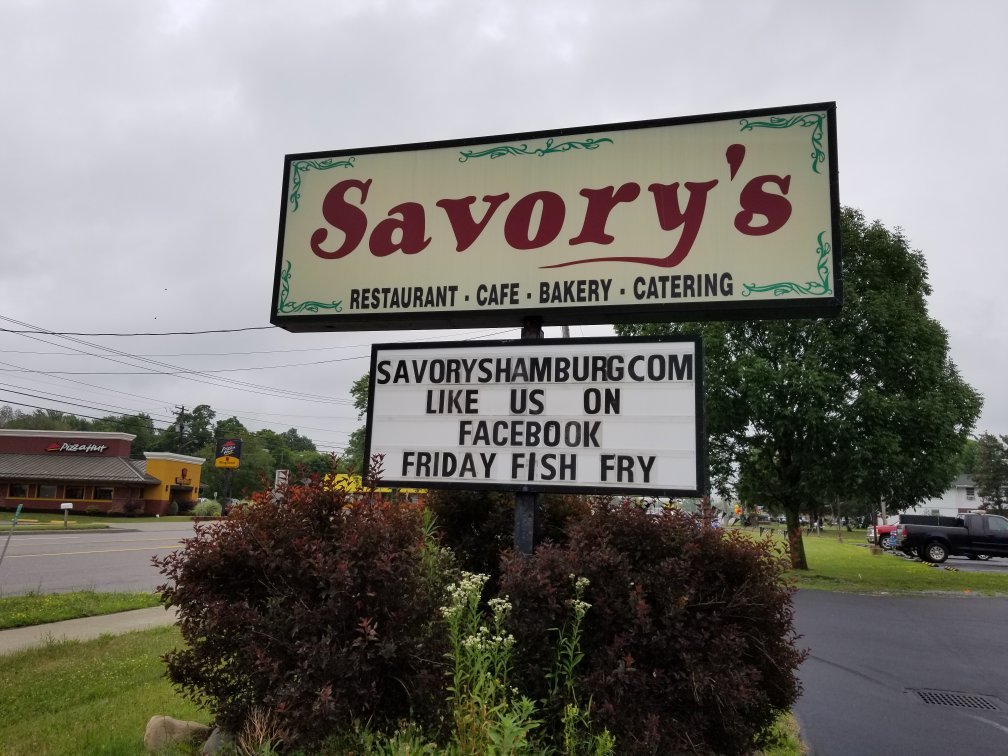 Savory's
RESTAURANT · CAFE · BAKERY · CATERING
SAVORYSHAMBURGCOM
LIKE US ON
FACEBOOK
FRIDAY FISH FRY
Pizza Hut